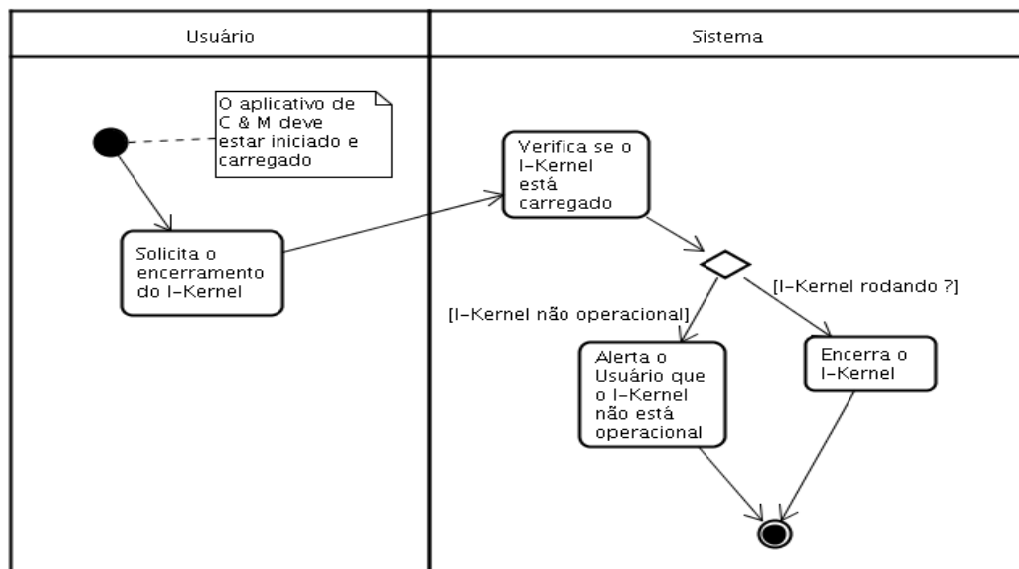 Usuário
Sistema
O aplicativo de
C & M deve
estar iniciado e
carregado
Solicita o
encerramento
do I-Kernel
Verifica se o
I-Kernel
está
carregado
[I-Kernel rodando ?]
[I-Kernel não operacional]
Alerta o
Usuário que
o I-Kernel
não está
operacional
Encerra o
I-Kernel